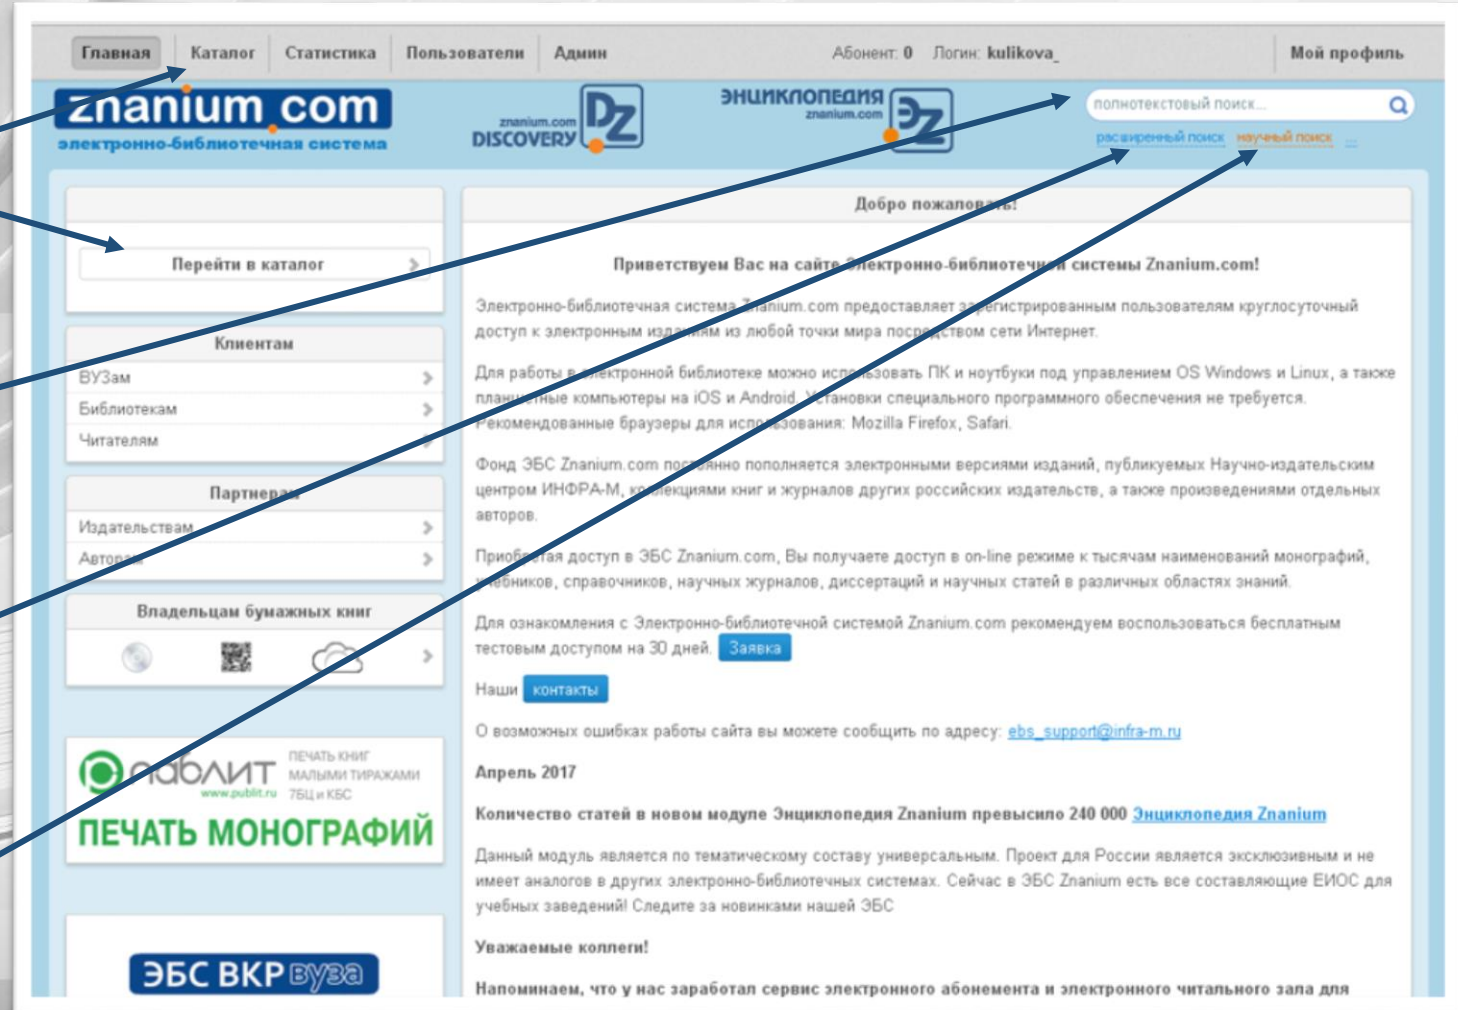 Главная Каталог Статистика Пользователи Админ Абонент: 0 Логин: kulikova_ Мой профиль
znanium.com
электронно-библиотечная система
znanium.com
DISCOVERY DZ
ЭНЦИКЛОПЕДИЯ
znanium.com ЭZ
полнотекстовый поиск...
расширенный поиск научный поиск ...
Перейти в каталог
Клиентам
ВУЗам
Библиотекам
Читателям
Партнерам
Издательствам
Авторам
Владельцам бумажных книг
паблит
www.publit.ru
ПЕЧАТЬ КНИГ
МАЛЫМИ ТИРАЖАМИ
7БЦ и КБС
ПЕЧАТЬ МОНОГРАФИЙ
ЭБС ВКР вуза
Добро пожаловать!
Приветствуем Вас на сайте Электронно-библиотечной системы Znanium.com!
Электронно-библиотечная система Znanium.com предоставляет зарегистрированным пользователям круглосуточный
доступ к электронным изданиям из любой точки мира посредством сети Интернет.
Для работы в электронной библиотеке можно использовать ПК и ноутбуки под управлением OS Windows и Linux, а также
планшетные компьютеры на iOS и Android. Установки специального программного обеспечения не требуется.
Рекомендованные браузеры для использования: Mozilla Firefox, Safari.
Фонд ЭБС Znanium.com постоянно пополняется электронными версиями изданий, публикуемых Научно-издательским
центром ИНФРА-М, коллекциями книг и журналов других российских издательств, а также произведениями отдельных
авторов.
Приобретая доступ в ЭБС Znanium.com, Вы получаете доступ в on-line режиме к тысячам наименований монографий,
учебников, справочников, научных журналов, диссертаций и научных статей в различных областях знаний.
Для ознакомления с Электронно-библиотечной системой Znanium.com рекомендуем воспользоваться бесплатным
тестовым доступом на 30 дней. Заявка
Наши контакты
О возможных ошибках работы сайта вы можете сообщить по адресу: ebs_support@infra-m.ru
Апрель 2017
Количество статей в новом модуле Энциклопедия Znanium превысило 240 000 Энциклопедия Znanium
Данный модуль является по тематическому составу универсальным. Проект для России является эксклюзивным и не
имеет аналогов в других электронно-библиотечных системах. Сейчас в ЭБС Znanium есть все составляющие ЕИОС для
учебных заведений! Следите за новинками нашей ЭБС
Уважаемые коллеги!
Напоминаем, что у нас заработал сервис электронного абонемента и электронного читального зала для